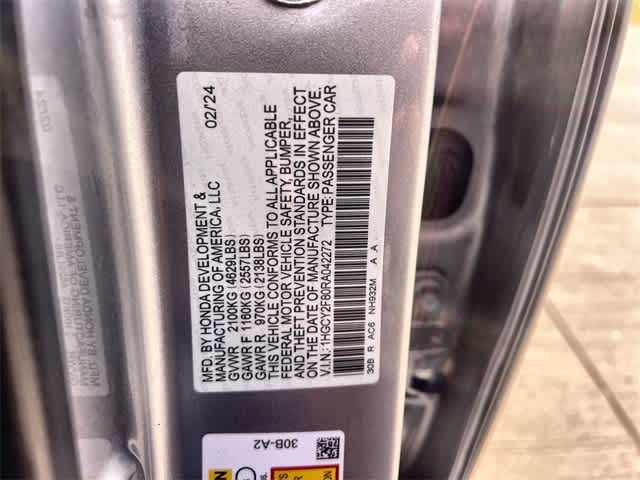 MFD. BY HONDA DEVELOPMENT & 02/24
MANUFACTURING OF AMERICA, LLC
GVWR 2100KG (4629LBS)
GAWR F 1160KG (2557LBS)
GAWR R 970KG (2138LBS)
THIS VEHICLE CONFORMS TO ALL APPLICABLE
FEDERAL MOTOR VEHICLE SAFETY, BUMPER,
AND THEFT PREVENTION STANDARDS IN EFFECT
ON THE DATE OF MANUFACTURE SHOWN ABOVE.
V.I.N.: 1HGCY2F80RA042272 TYPE: PASSENGER CAR
30B R AC6 NH932M A A
30B-A2